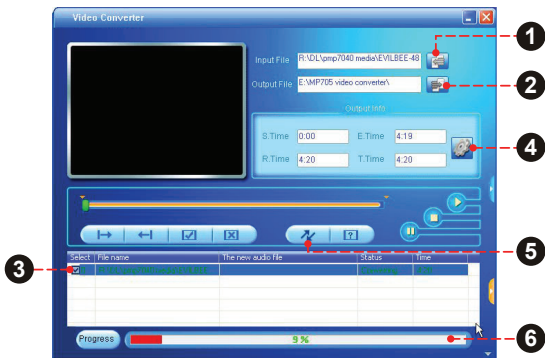 Video Converter
Input File R:\DL\pmp7040 media\EVILBEE-48
Output File E:\MP705 video converter\
Output Info
S.Time 0:00 E.Time 4:19
R.Time 4:20 T.Time 4:20
Select File name The new audio file Status Time
Progress 9 %
1
2
3
4
5
6